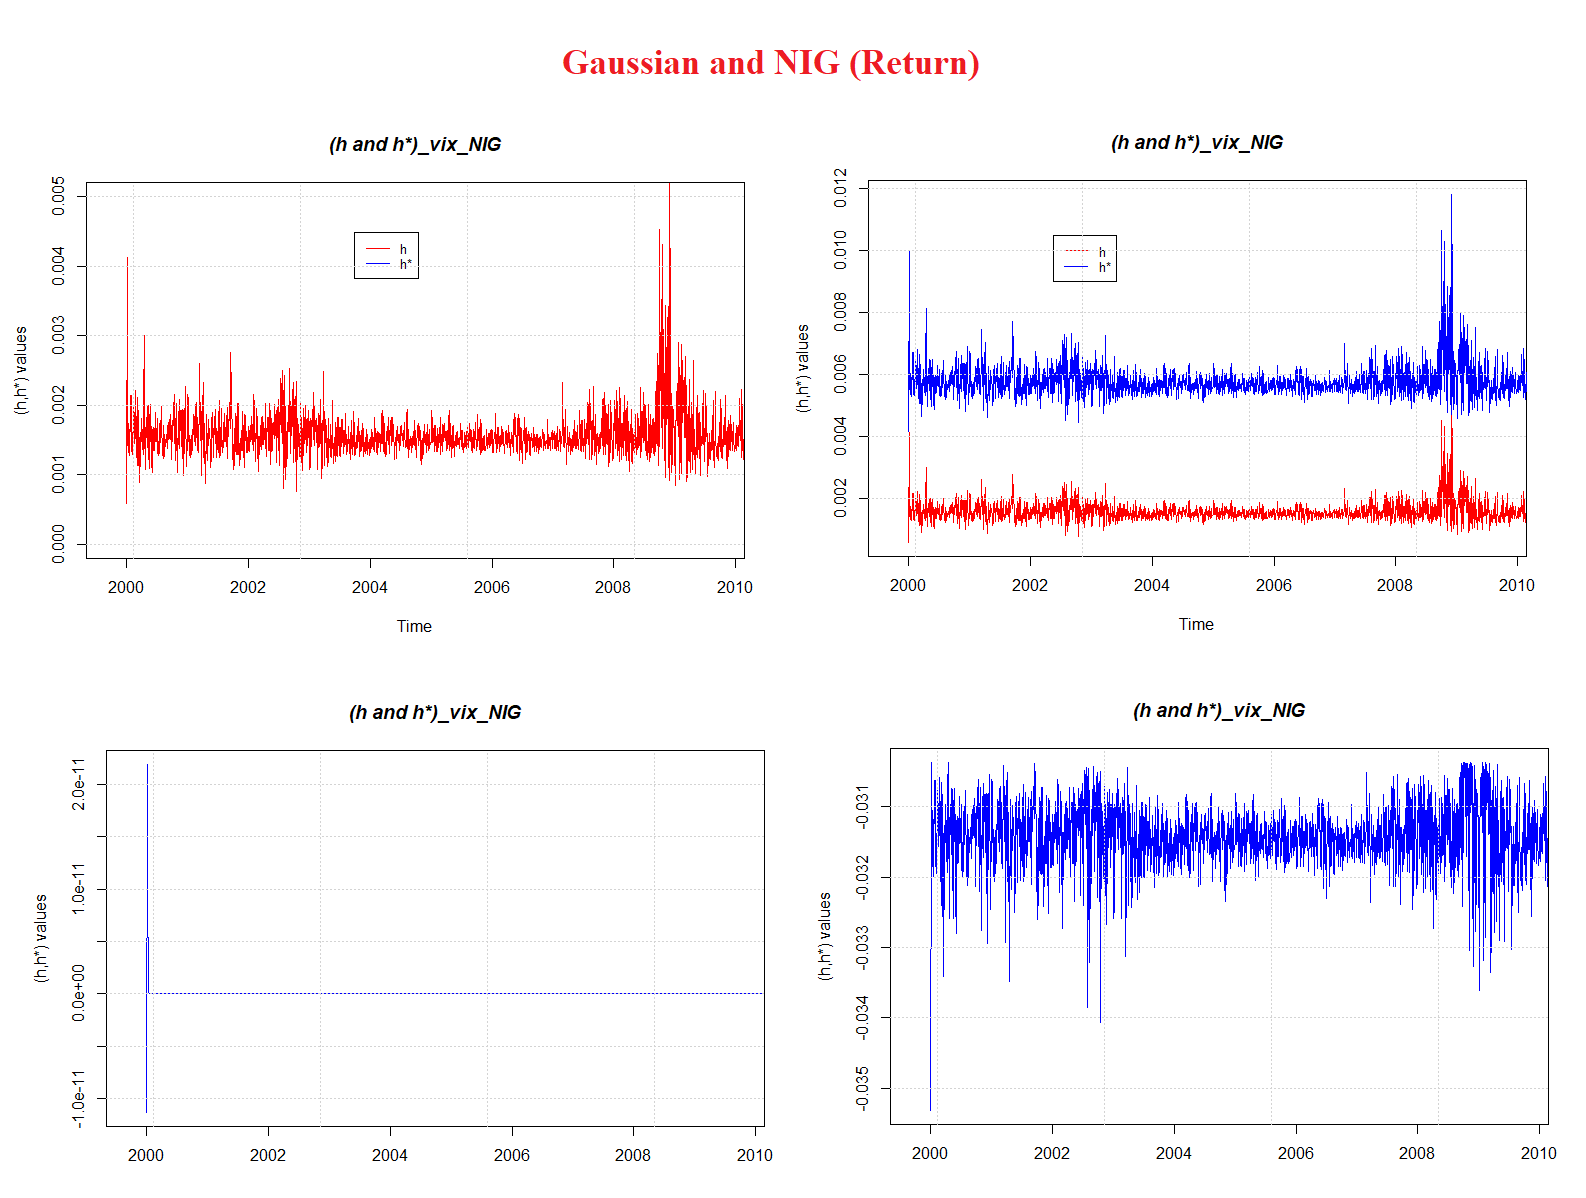 Gaussian and NIG (Return)
(h and h*)_vix_NIG
(h,h*) values
0.005
0.004
0.003
0.002
0.001
0.000
h
h*
2000 2002 2004 2006 2008 2010
Time
(h and h*)_vix_NIG
(h,h*) values
0.012
0.010
0.008
0.006
0.004
0.002
h
h*
2000 2002 2004 2006 2008 2010
Time
(h and h*)_vix_NIG
(h,h*) values
2.0e-11
1.0e-11
0.0e+00
-1.0e-11
2000 2002 2004 2006 2008 2010
(h and h*)_vix_NIG
(h,h*) values
-0.031
-0.032
-0.033
-0.034
-0.035
2000 2002 2004 2006 2008 2010